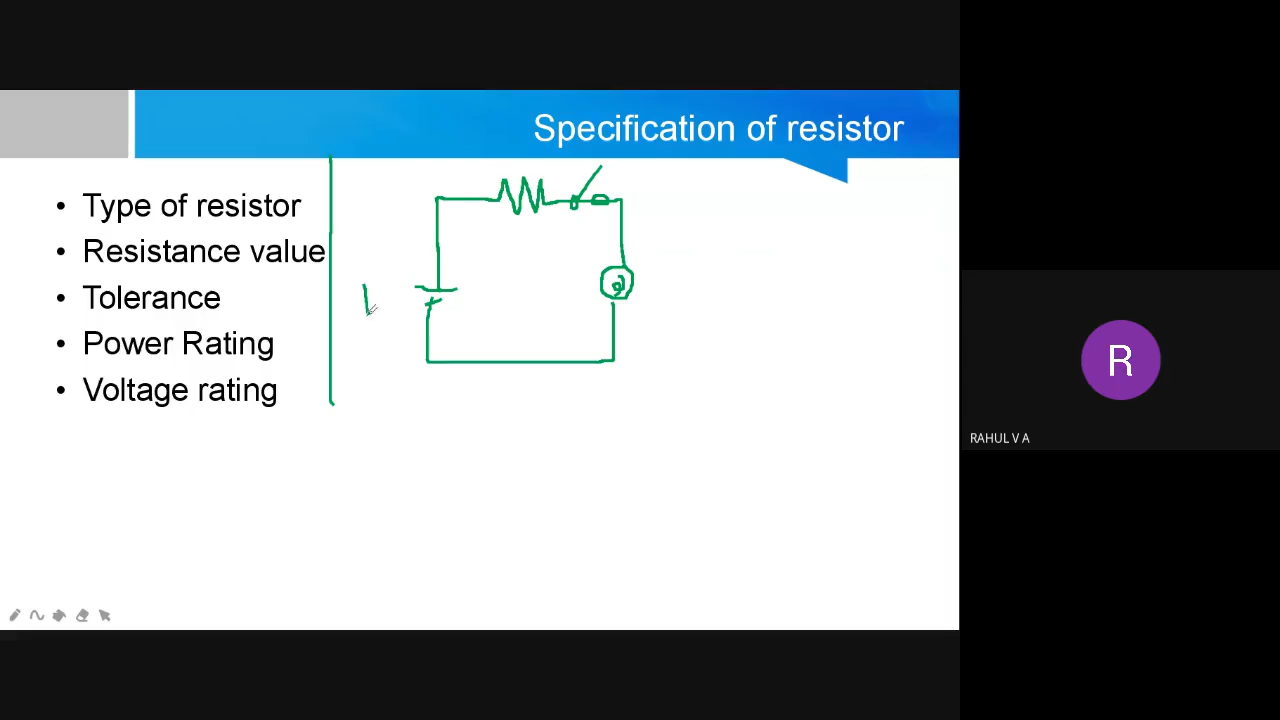 Specification of resistor
• Type of resistor
• Resistance value
• Tolerance
• Power Rating
• Voltage rating
R
RAHUL V A